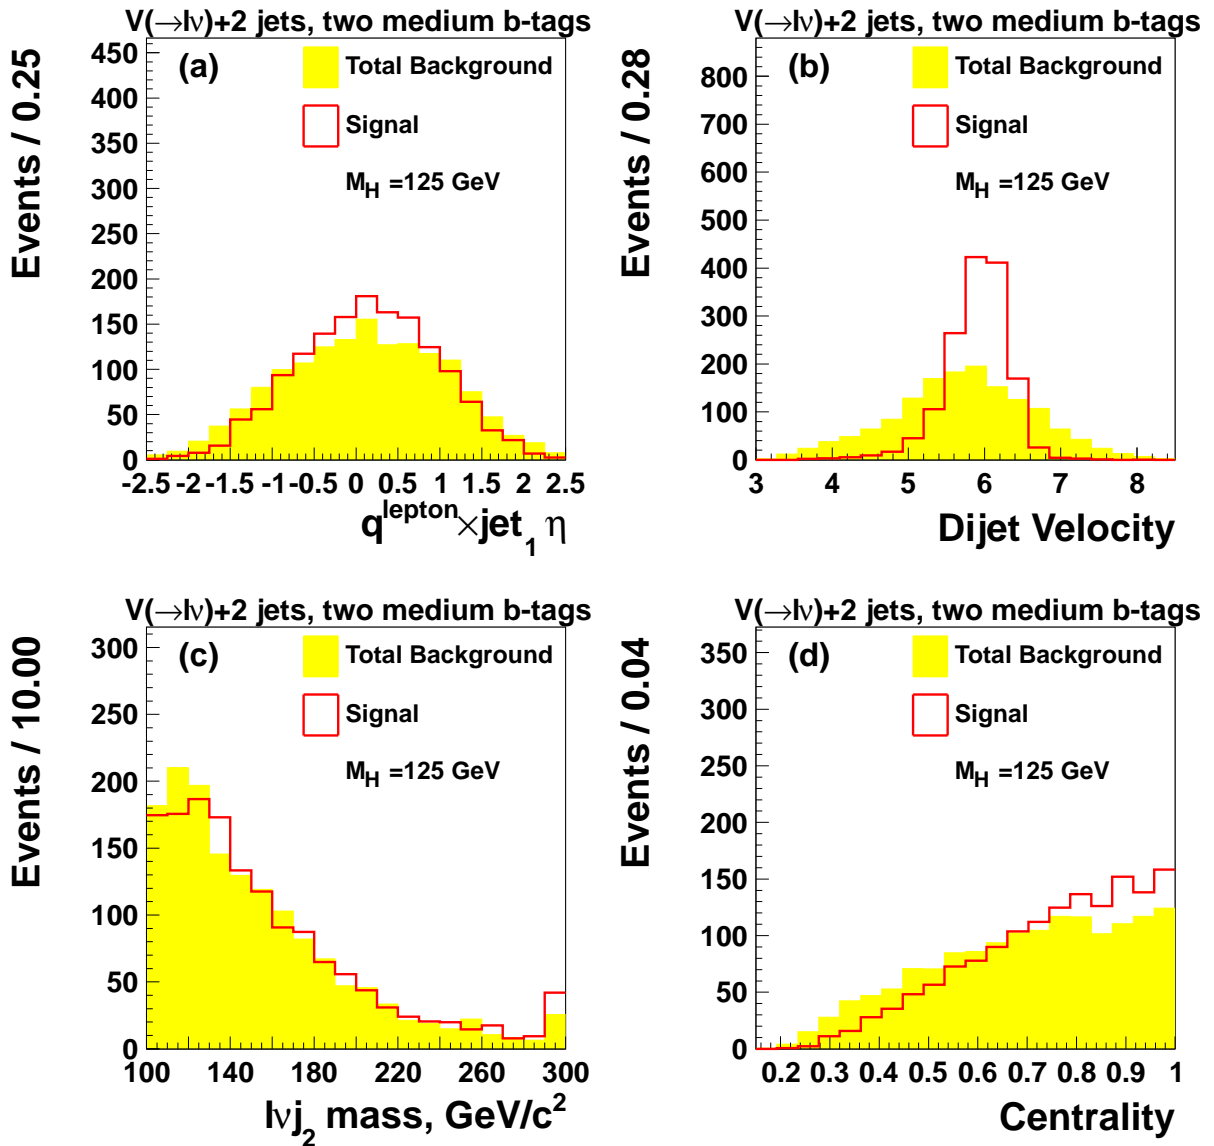 V(→lν)+2 jets, two medium b-tags
Events / 0.25
(a)
Total Background
Signal
M_H =125 GeV
450
400
350
300
250
200
150
100
50
0
-2.5 -2 -1.5 -1 -0.5 0 0.5 1 1.5 2 2.5
q^lepton×jet_1 η
V(→lν)+2 jets, two medium b-tags
Events / 0.28
(b)
Total Background
Signal
M_H =125 GeV
800
700
600
500
400
300
200
100
0
3 4 5 6 7 8
Dijet Velocity
V(→lν)+2 jets, two medium b-tags
Events / 10.00
(c)
Total Background
Signal
M_H =125 GeV
300
250
200
150
100
50
0
100 140 180 220 260 300
lνj_2 mass, GeV/c^2
V(→lν)+2 jets, two medium b-tags
Events / 0.04
(d)
Total Background
Signal
M_H =125 GeV
350
300
250
200
150
100
50
0
0.2 0.3 0.4 0.5 0.6 0.7 0.8 0.9 1
Centrality